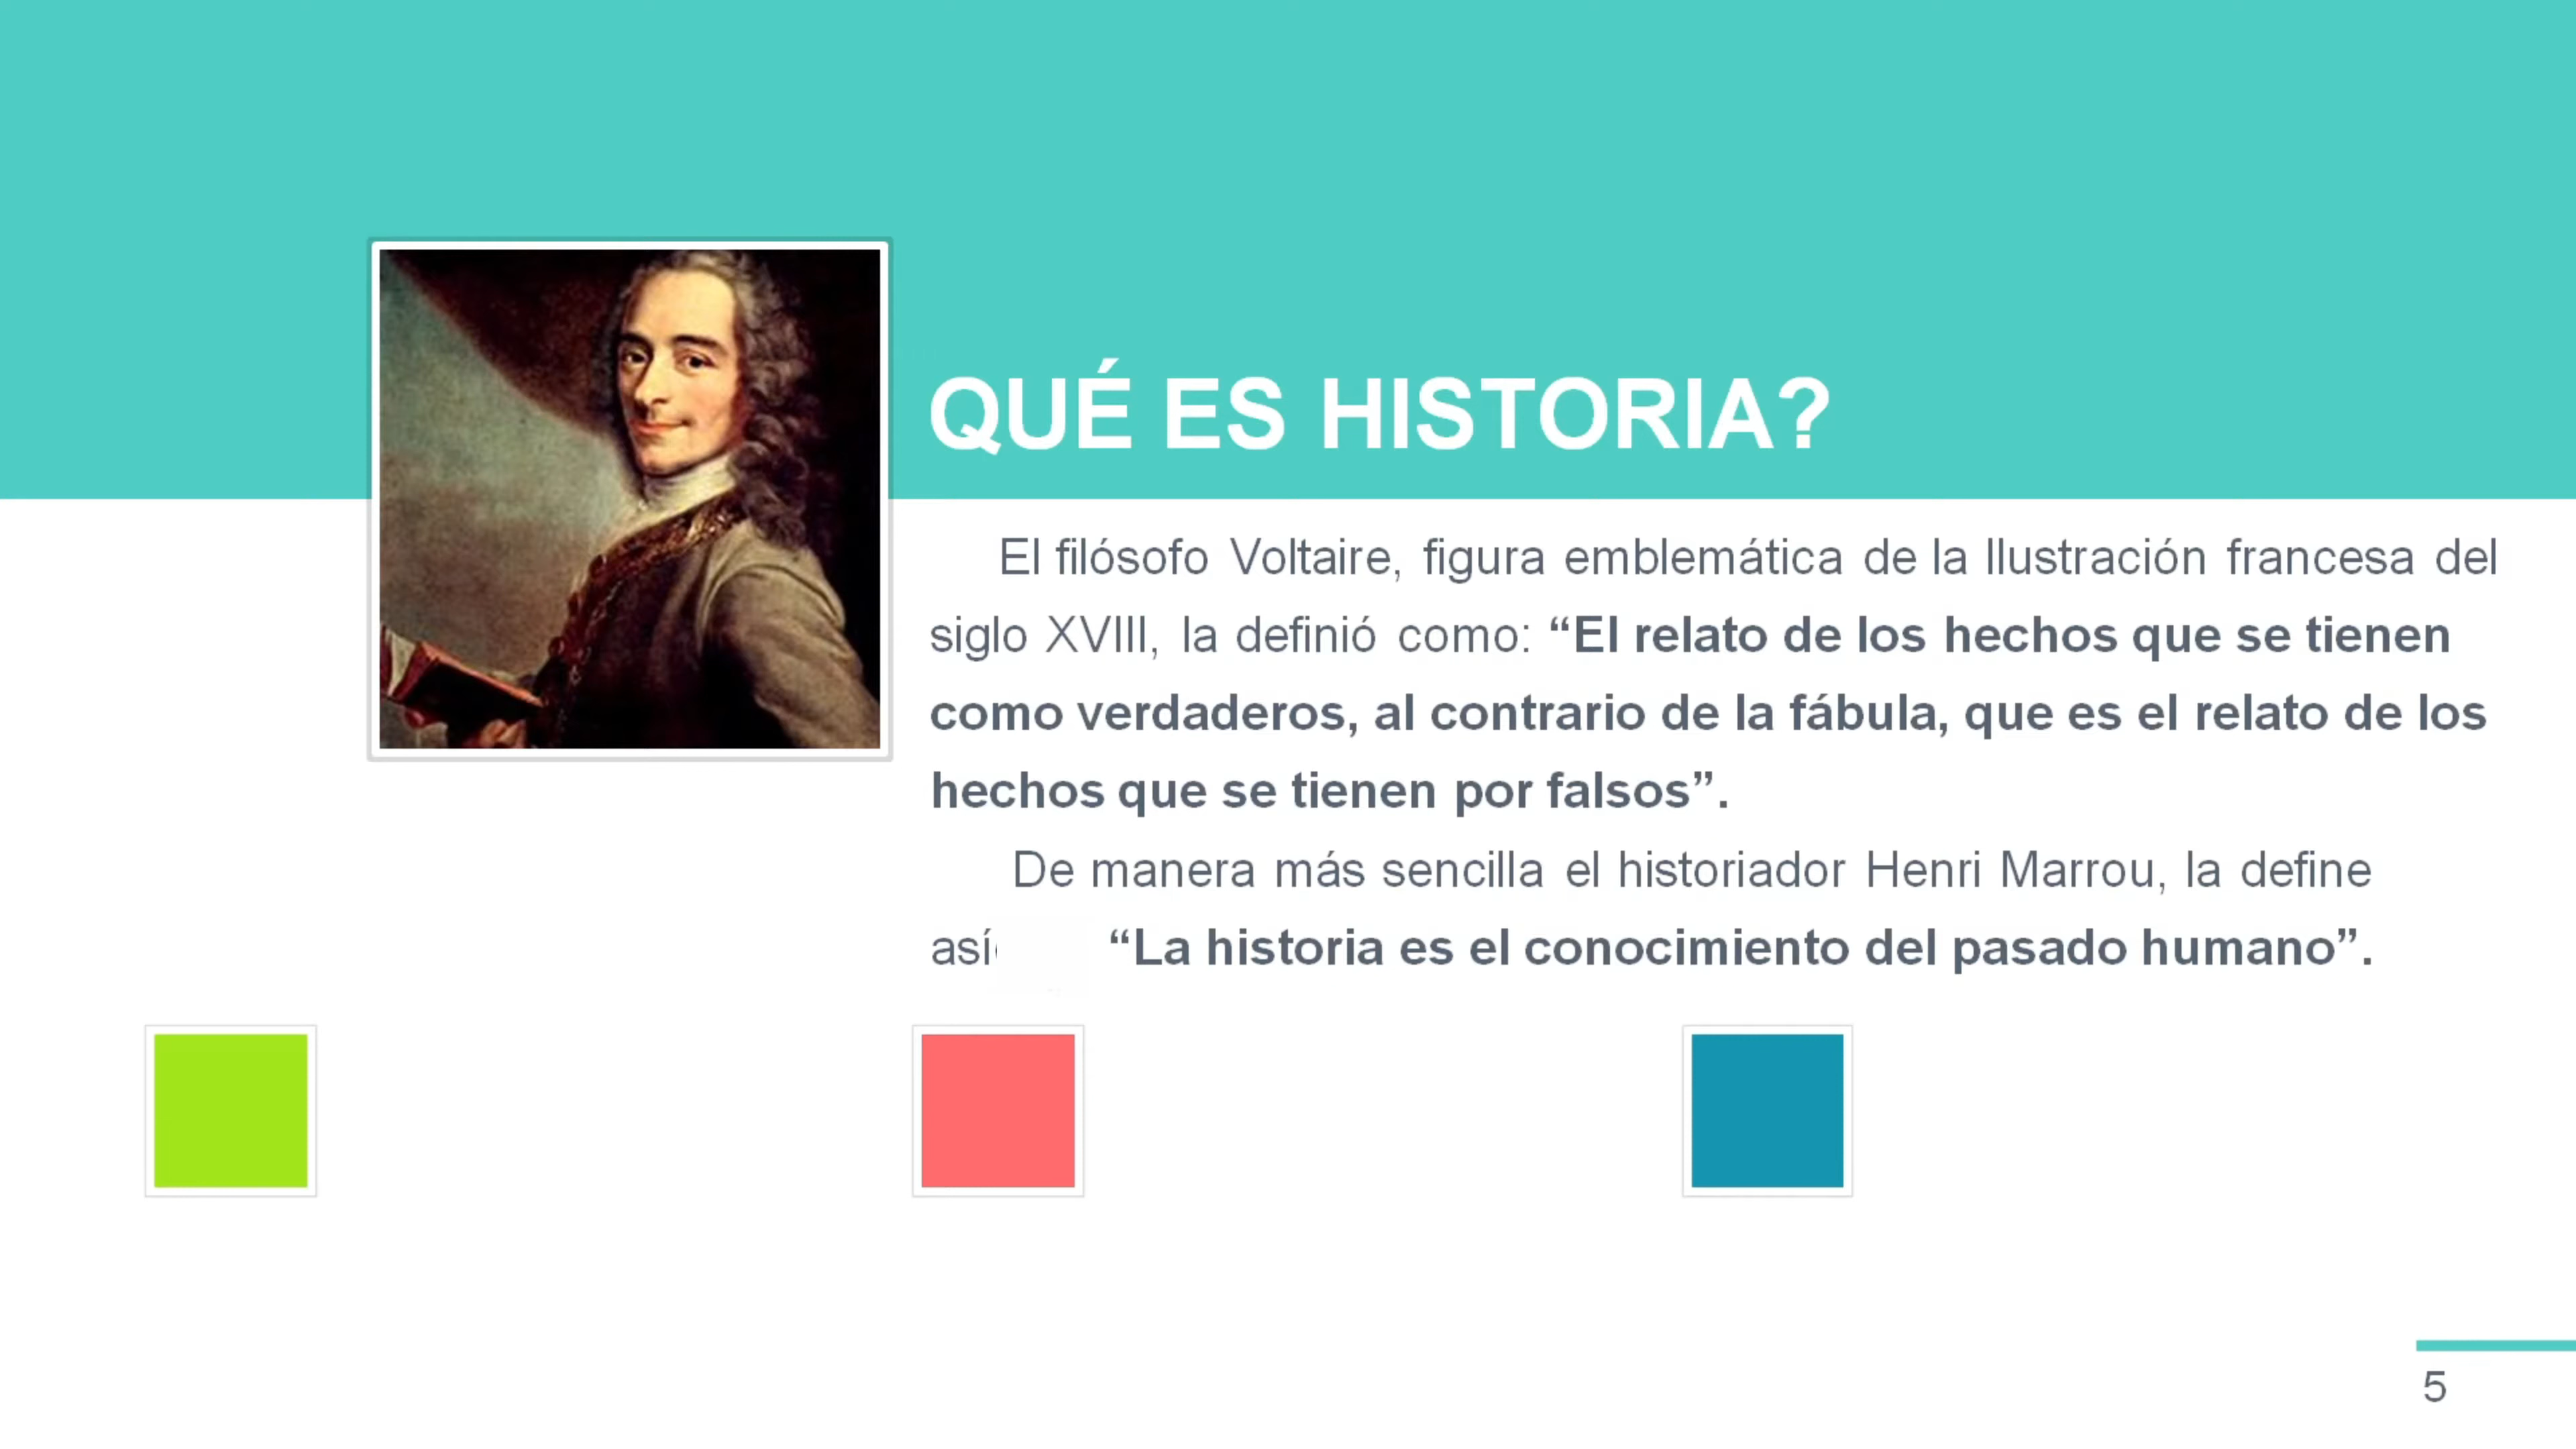 QUÉ ES HISTORIA?
El filósofo Voltaire, figura emblemática de la Ilustración francesa del
siglo XVIII, la definió como: “El relato de los hechos que se tienen
como verdaderos, al contrario de la fábula, que es el relato de los
hechos que se tienen por falsos”.
De manera más sencilla el historiador Henri Marrou, la define
así “La historia es el conocimiento del pasado humano”.
5